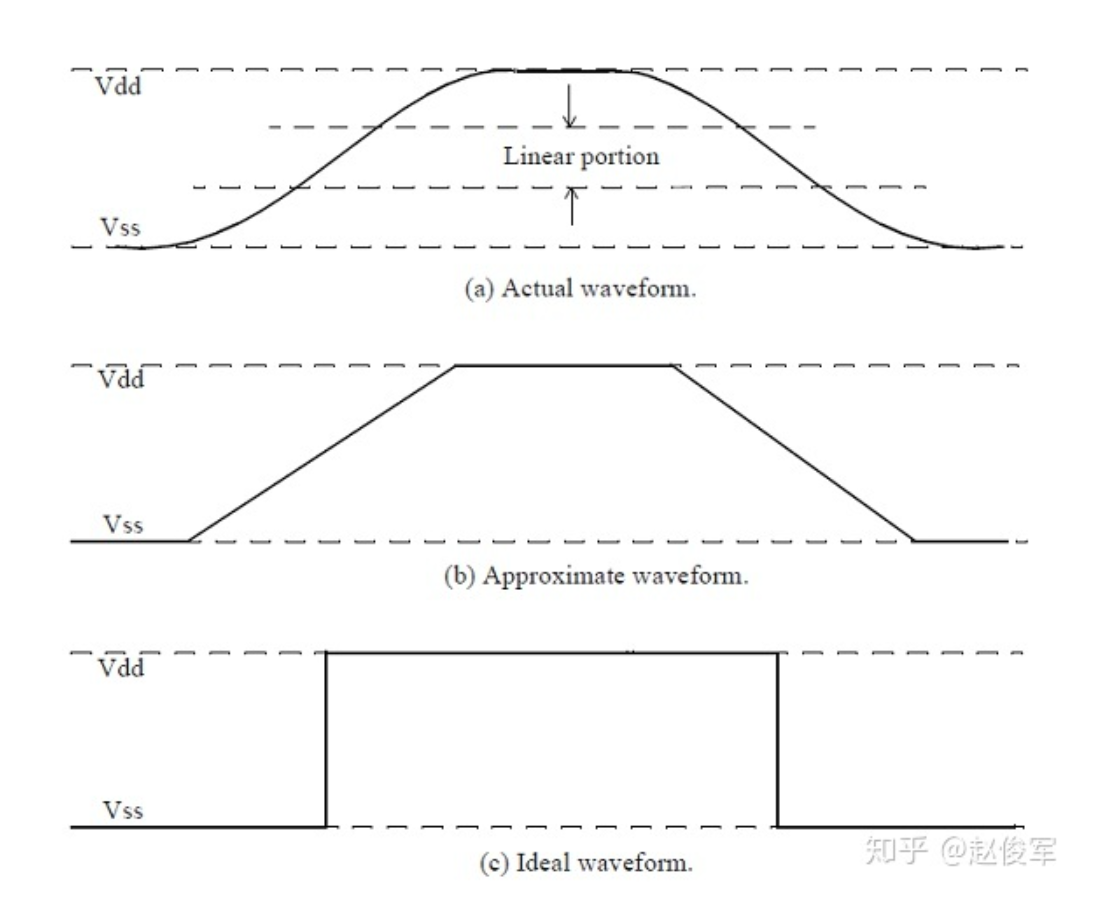 Vdd
Linear portion
Vss
(a) Actual waveform.
Vdd
Vss
(b) Approximate waveform.
Vdd
Vss
(c) Ideal waveform.
知乎 @赵俊军